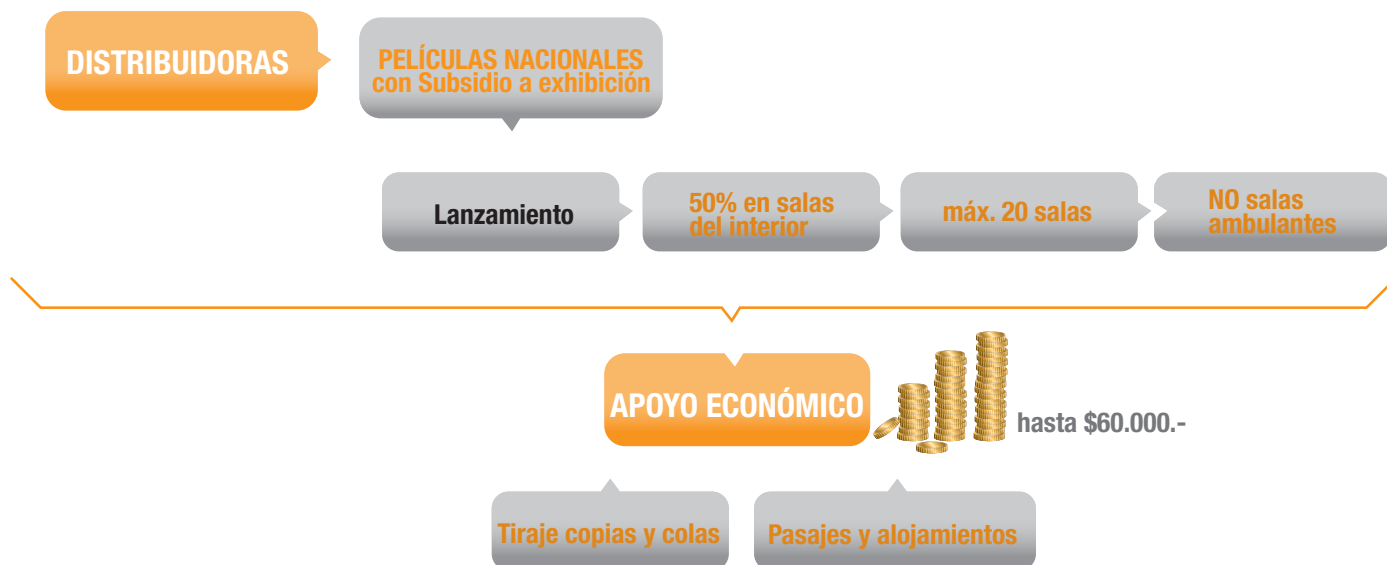 DISTRIBUIDORAS
PELÍCULAS NACIONALES
con Subsidio a exhibición
Lanzamiento
50% en salas
del interior
máx. 20 salas
NO salas
ambulantes
APOYO ECONÓMICO
hasta $60.000.-
Tiraje copias y colas
Pasajes y alojamientos